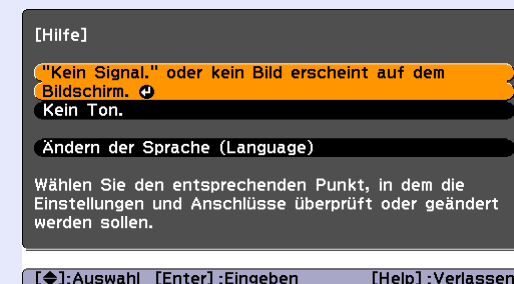 [Hilfe]
"Kein Signal." oder kein Bild erscheint auf dem
Bildschirm.
Kein Ton.
Ändern der Sprache (Language)
Wählen Sie den entsprechenden Punkt, in dem die
Einstellungen und Anschlüsse überprüft oder geändert
werden sollen.
[◆]:Auswahl [Enter]:Eingeben [Help]:Verlassen